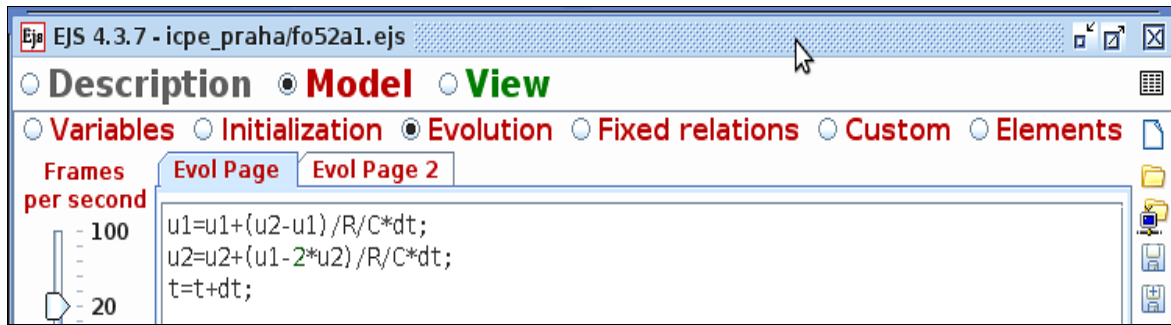 Ejs EJS 4.3.7 - icpe_praha/fo52a1.ejs
Description Model View
Variables Initialization Evolution Fixed relations Custom Elements
Frames per second
Evol Page Evol Page 2
100
20
u1=u1+(u2-u1)/R/C*dt;
u2=u2+(u1-2*u2)/R/C*dt;
t=t+dt;